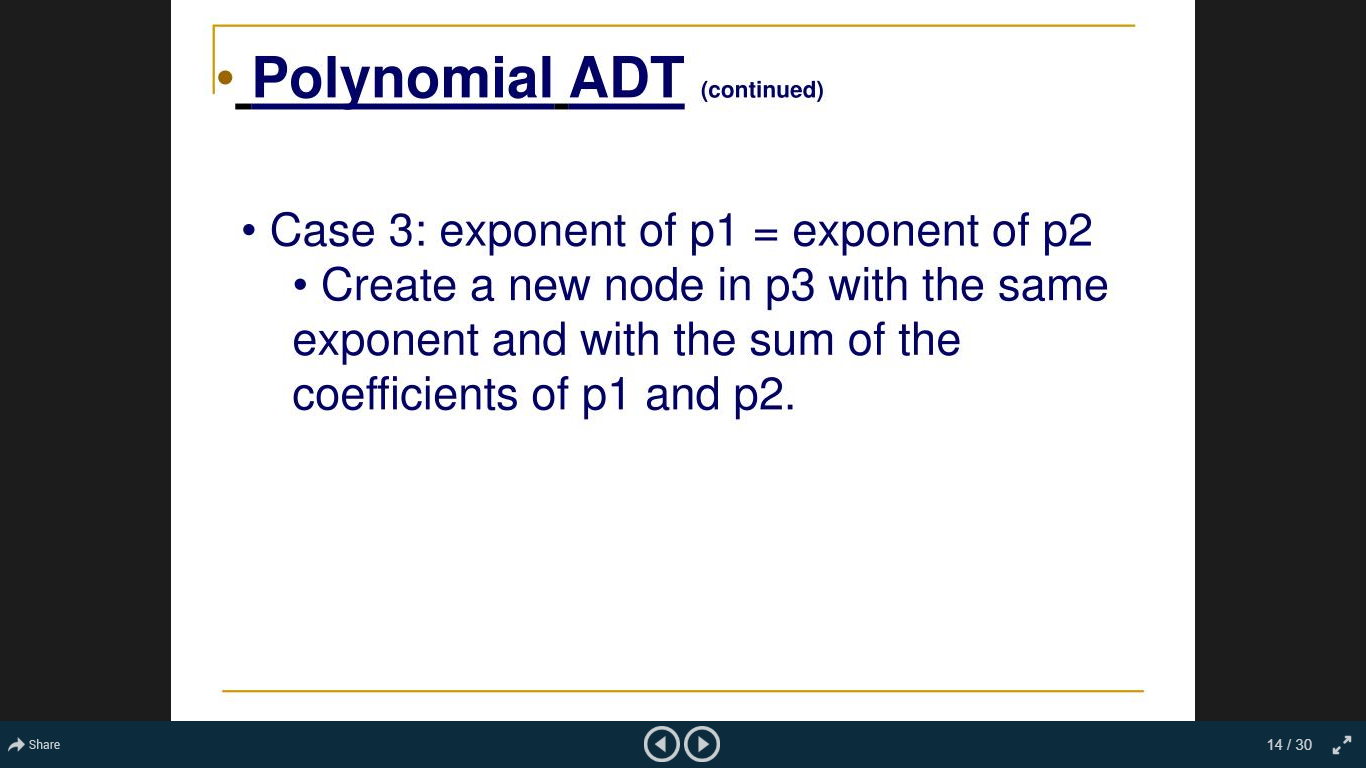 • Polynomial ADT (continued)
• Case 3: exponent of p1 = exponent of p2
• Create a new node in p3 with the same
exponent and with the sum of the
coefficients of p1 and p2.
Share
14 / 30